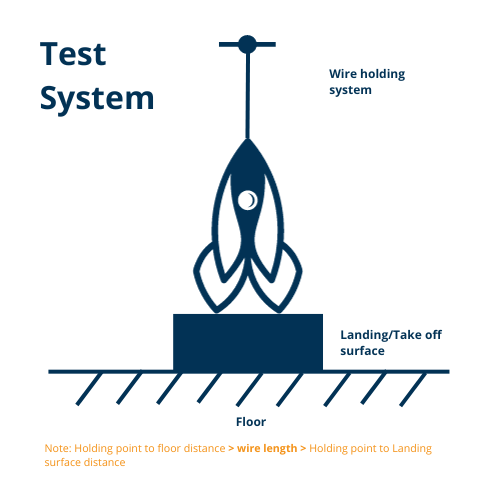 Test
System
Wire holding
system
Landing/Take off
surface
Floor
Note: Holding point to floor distance > wire length > Holding point to Landing
surface distance